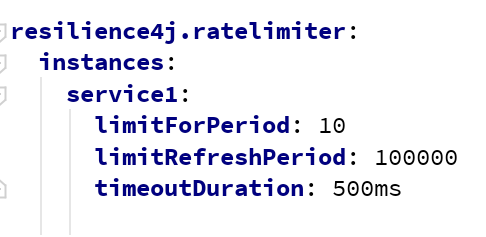 resilience4j.ratelimiter:
instances:
service1:
limitForPeriod: 10
limitRefreshPeriod: 100000
timeoutDuration: 500ms